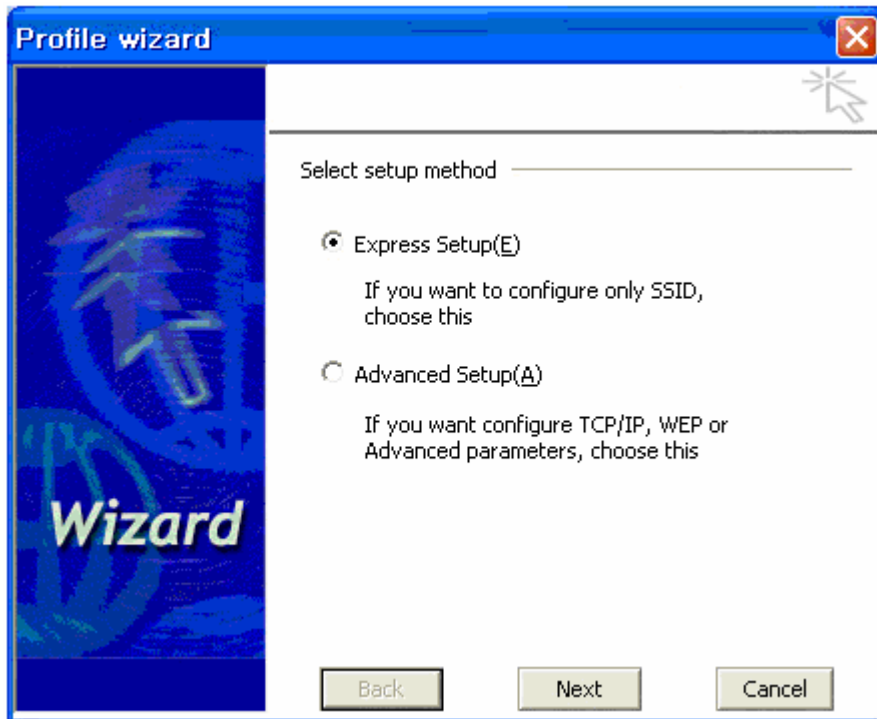 Profile wizard
Select setup method
Express Setup(E)
If you want to configure only SSID,
choose this
Advanced Setup(A)
If you want configure TCP/IP, WEP or
Advanced parameters, choose this
Wizard
Back
Next
Cancel